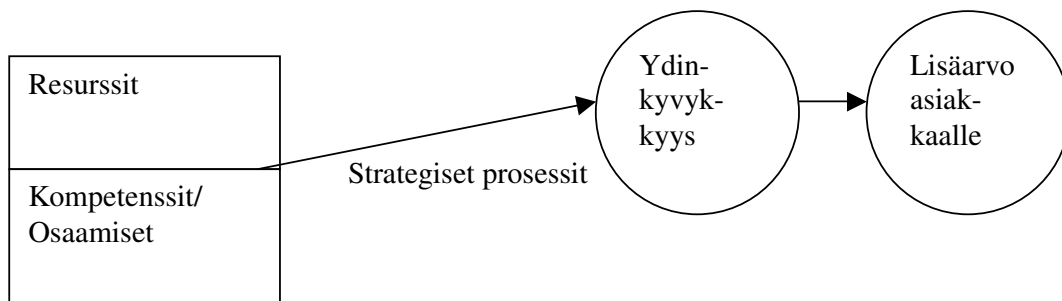 Resurssit
Kompetenssit/
Osaamiset
Strategiset prosessit
Ydin-
kyvyk-
kyys
Lisäarvo
asiak-
kaalle